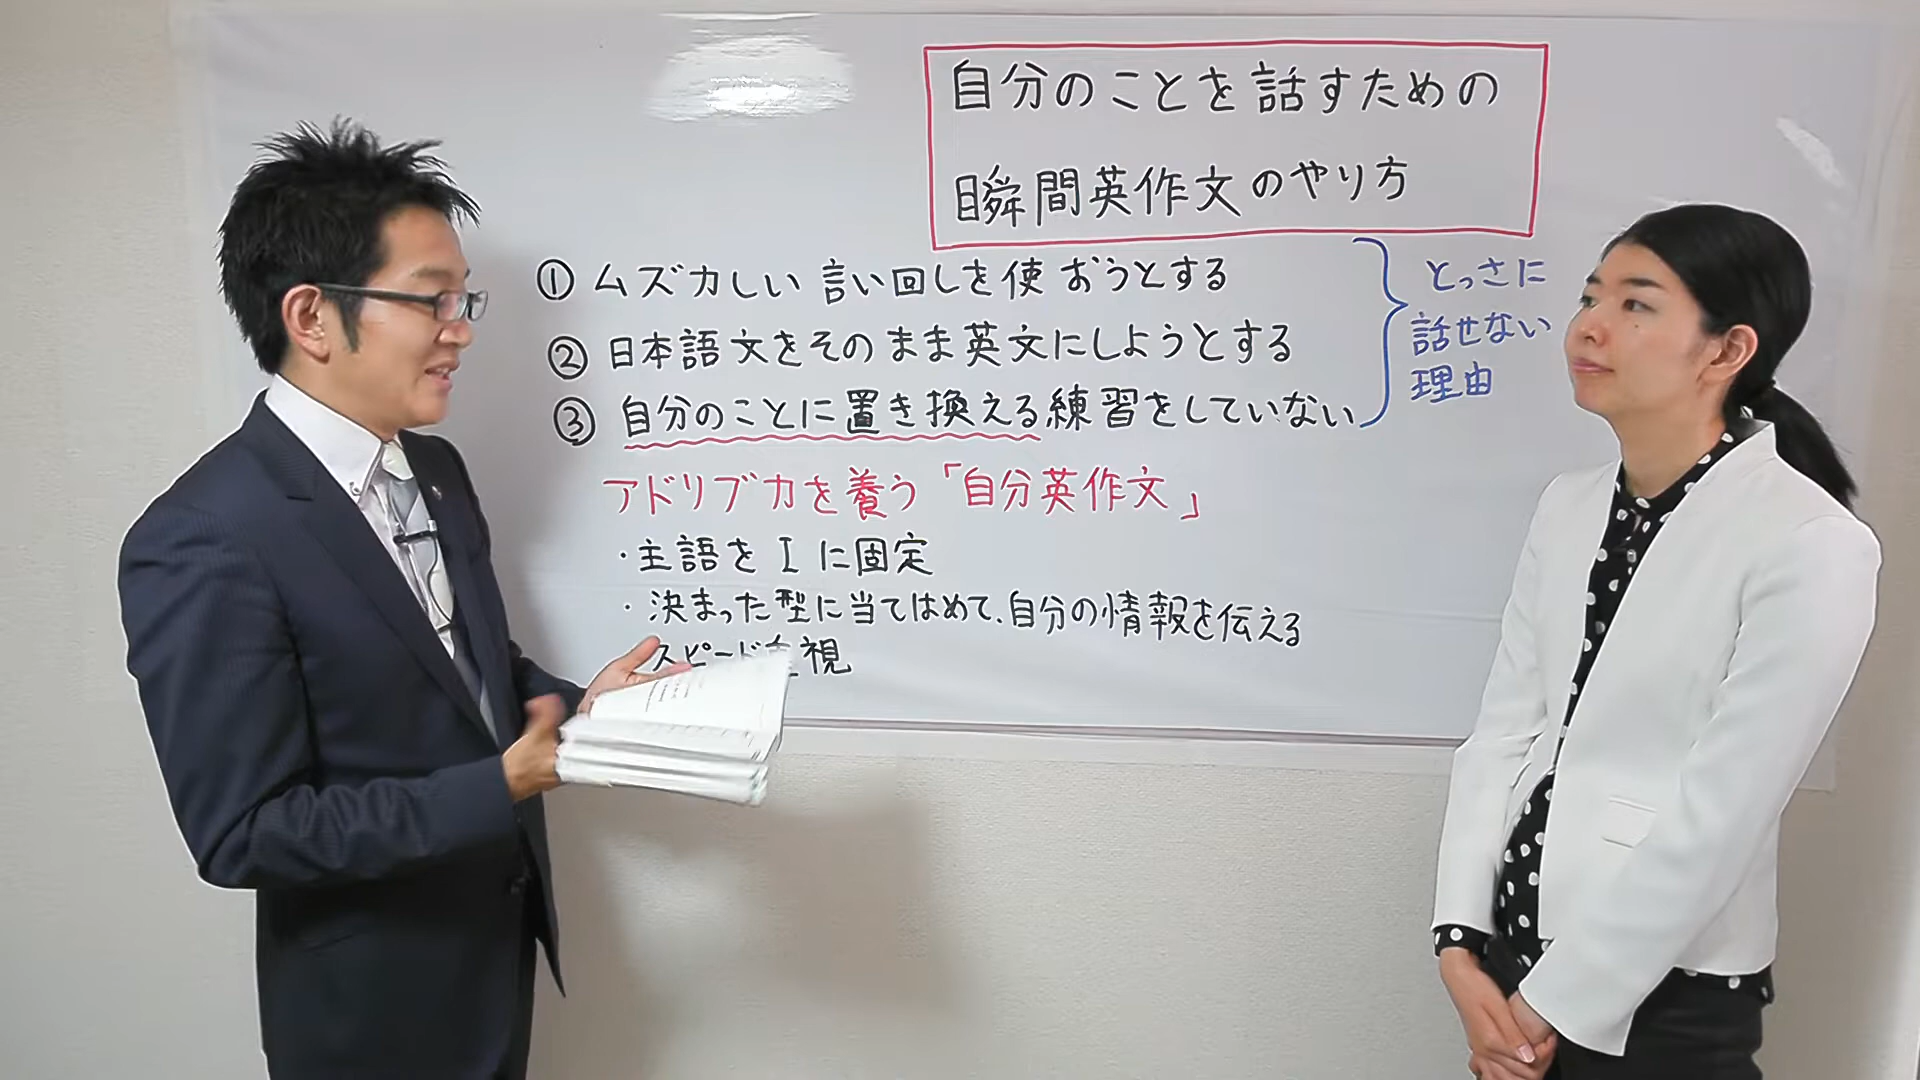 自分のことを話すための
瞬間英作文のやり方
① ムズカしい言い回しを使おうとする
② 日本語文をそのまま英文にしようとする
③ 自分のことに置き換える練習をしていない
とっさに
話せない
理由
アドリブ力を養う「自分英作文」
・主語を I に固定
・決まった型に当てはめて、自分の情報を伝える
スピード 視